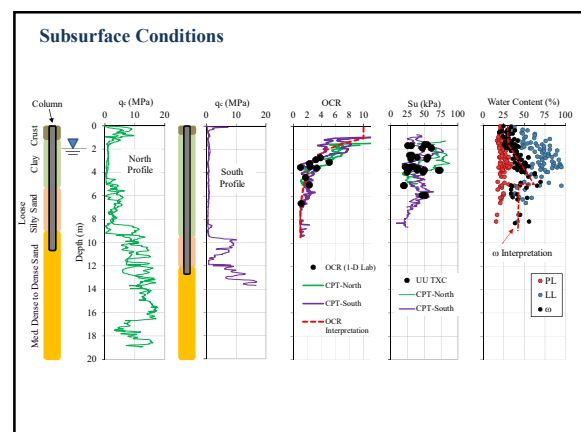 Subsurface Conditions
Column
qc (MPa)
qc (MPa)
OCR
Su (kPa)
Water Content (%)
0 10 20
0 10 20
0 2 4 6 8 10
0 25 50 75 100
0 25 50 75 100
Crust
Clay
Loose
Silty Sand
Med. Dense to Dense Sand
Depth (m)
0
2
4
6
8
10
12
14
16
18
20
North
Profile
South
Profile
OCR (1-D Lab)
CPT-North
CPT-South
OCR
Interpretation
UU TXC
CPT-North
CPT-South
ω Interpretation
PL
LL
ω